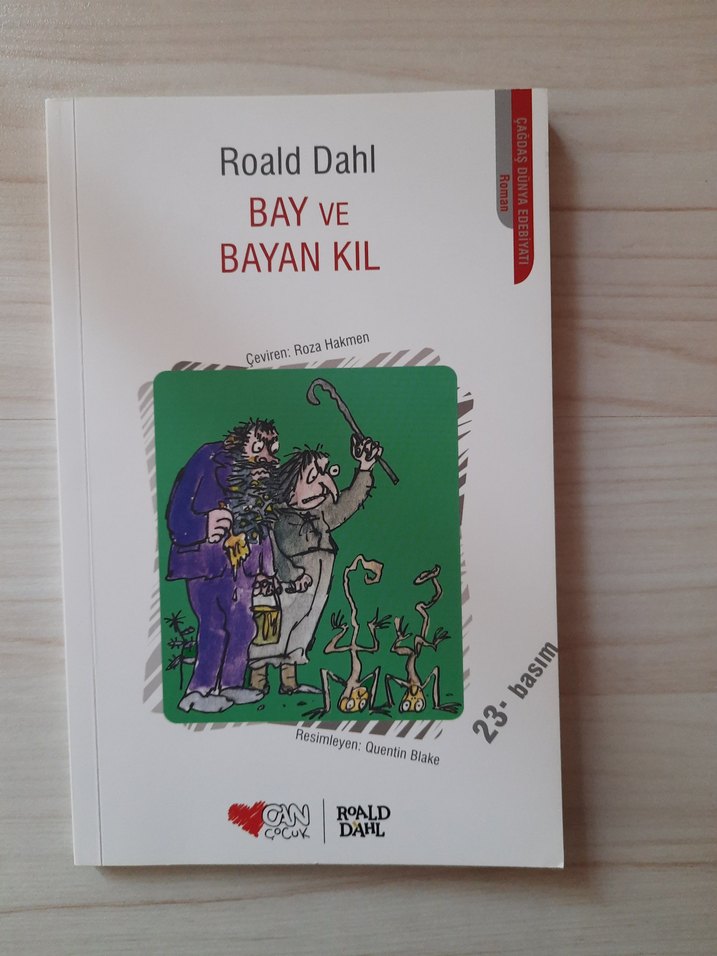 ÇAĞDAŞ DÜNYA EDEBİYATI
Roman
Roald Dahl
BAY VE
BAYAN KIL
Çeviren: Roza Hakmen
Resimleyen: Quentin Blake
23. basım
CAN
ÇOCUK
ROALD
DAHL